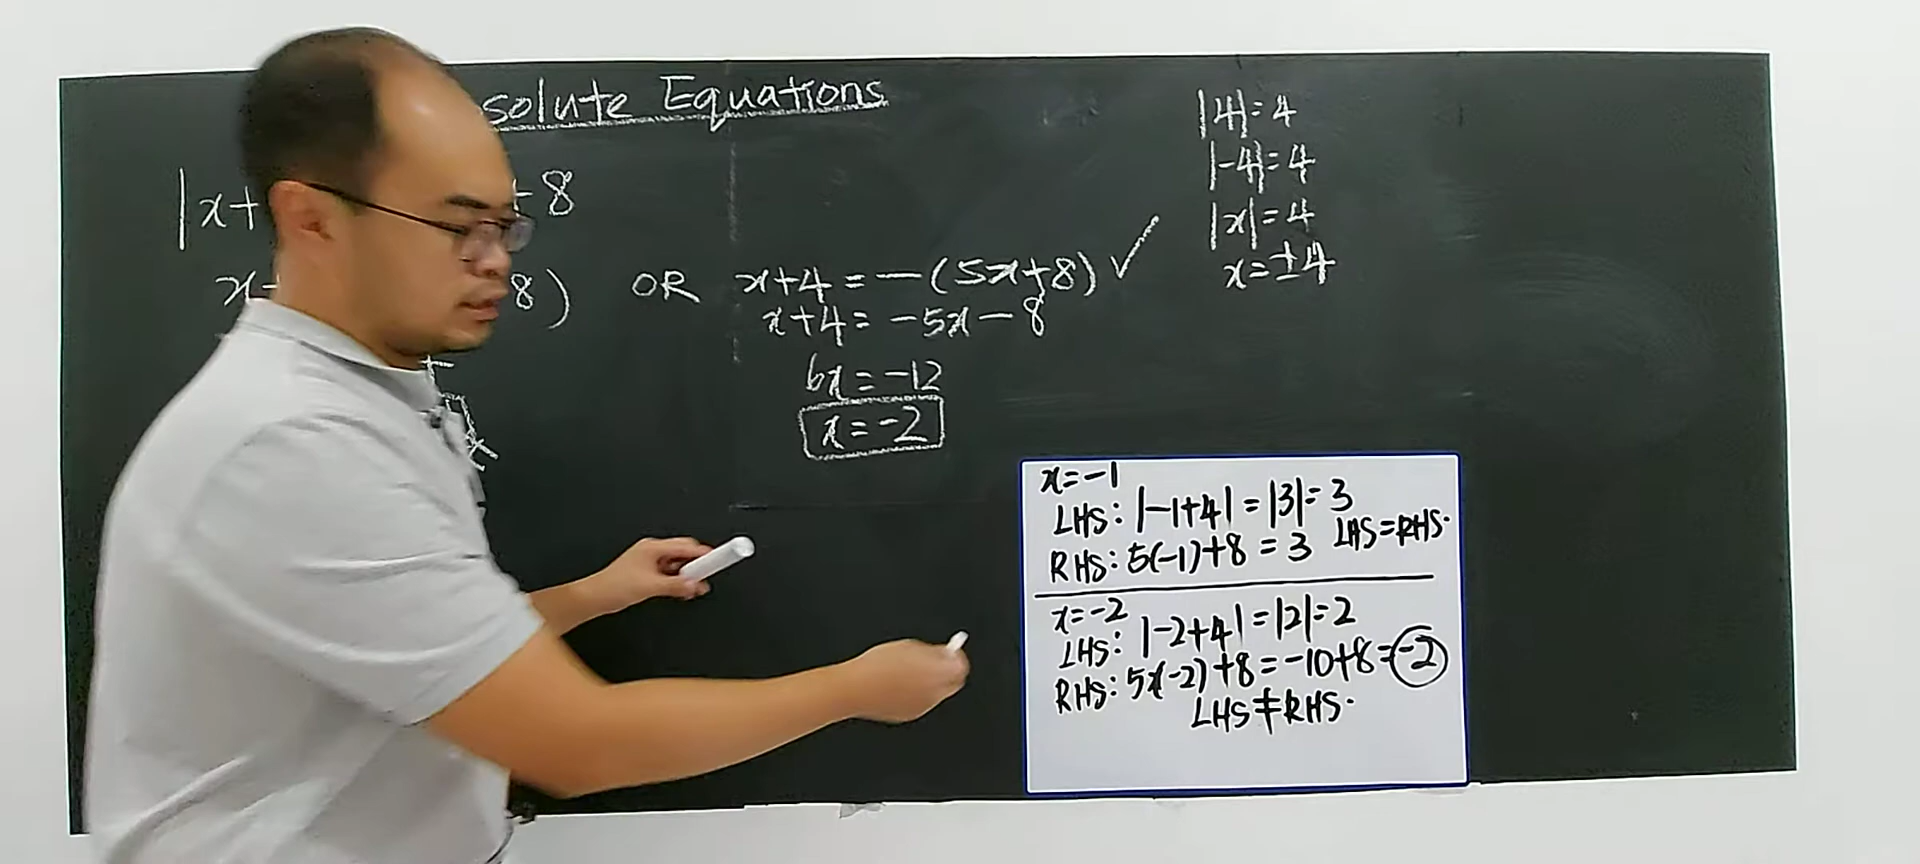 solute Equations
|x+ +8
x+ 8) OR x+4 = -(5x+8) ✓
x+4 = -5x-8
6x = -12
x = -2
|4| = 4
|-4| = 4
|x| = 4
x = ±4
x = -1
LHS: |-1+4| = |3| = 3
RHS: 5(-1)+8 = 3 LHS = RHS.
x = -2
LHS: |-2+4| = |2| = 2
RHS: 5x(-2)+8 = -10+8 = -2
LHS ≠ RHS.